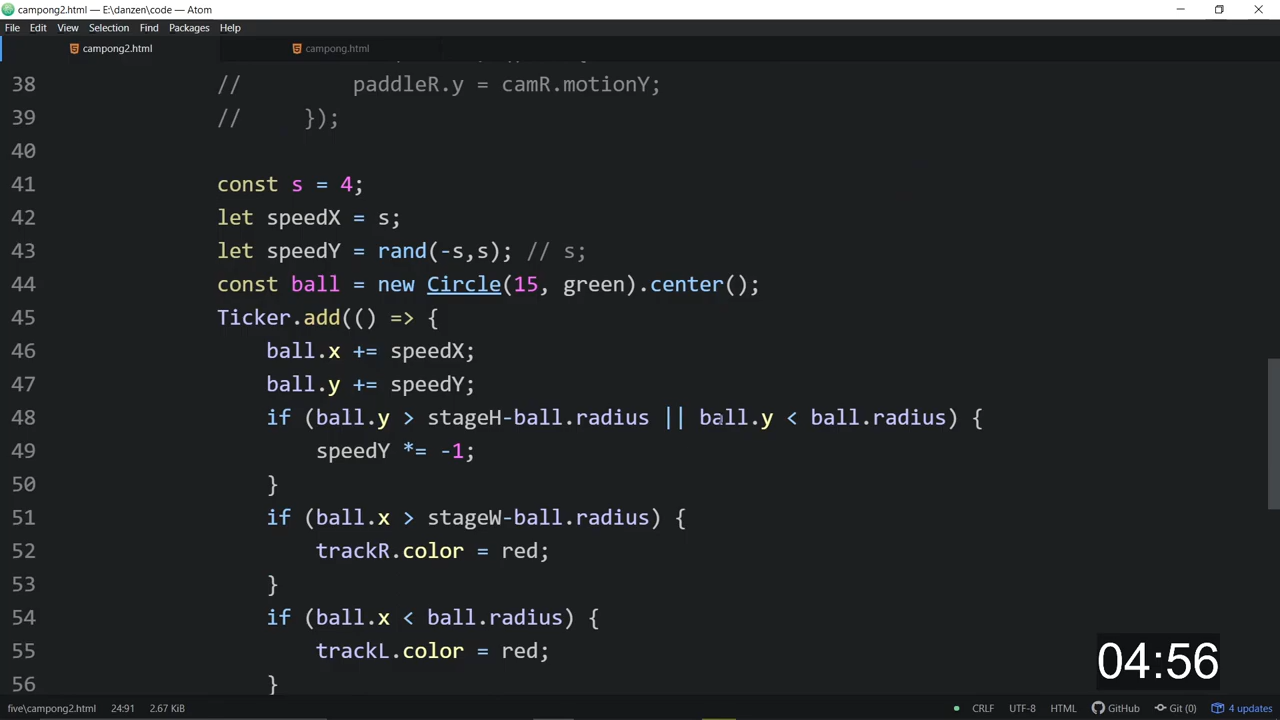 campong2.html — E:\danzen\code — Atom
File Edit View Selection Find Packages Help
campong2.html campong.html
38 // paddleR.y = camR.motionY;
39 // });
40
41 const s = 4;
42 let speedX = s;
43 let speedY = rand(-s,s); // s;
44 const ball = new Circle(15, green).center();
45 Ticker.add(() => {
46 ball.x += speedX;
47 ball.y += speedY;
48 if (ball.y > stageH-ball.radius || ball.y < ball.radius) {
49 speedY *= -1;
50 }
51 if (ball.x > stageW-ball.radius) {
52 trackR.color = red;
53 }
54 if (ball.x < ball.radius) {
55 trackL.color = red;
56 }
04:56
five\campong2.html 24:91 2.67 KiB CRLF UTF-8 HTML GitHub Git (0) 4 updates